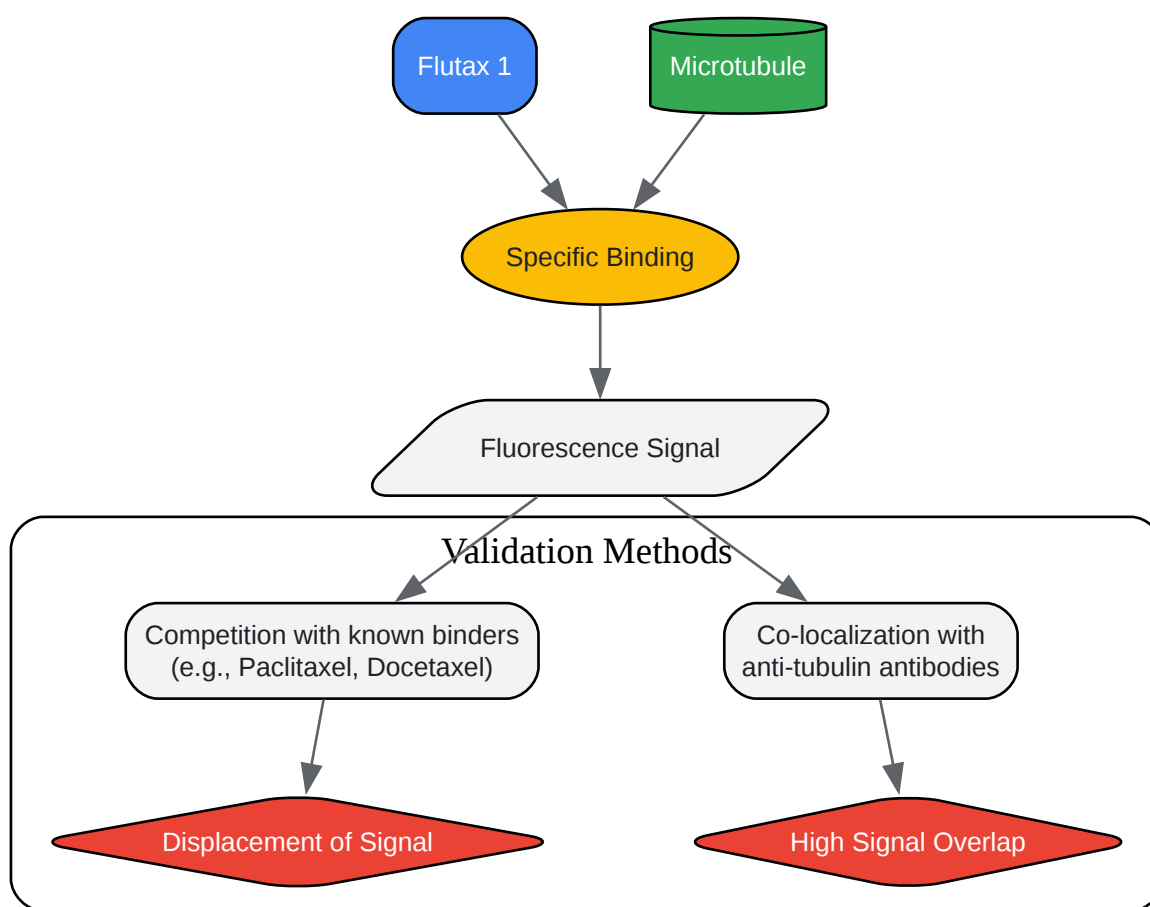 Flutax 1
Microtubule
Specific Binding
Fluorescence Signal
Validation Methods
Competition with known binders
(e.g., Paclitaxel, Docetaxel)
Co-localization with
anti-tubulin antibodies
Displacement of Signal
High Signal Overlap